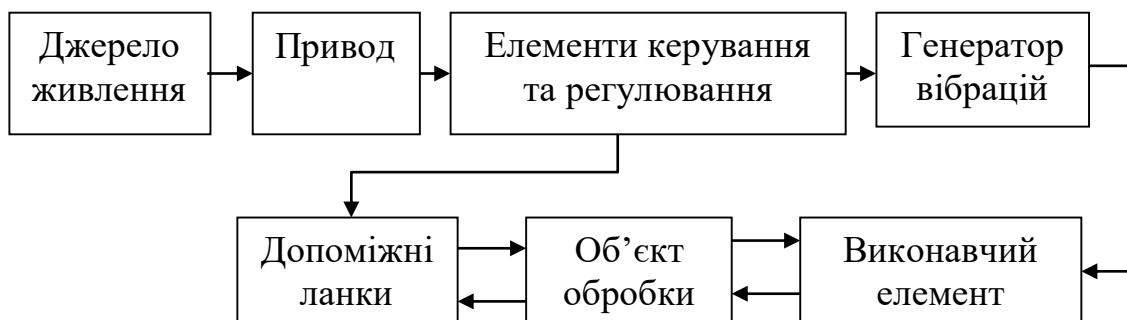 Джерело
живлення
Привод
Елементи керування
та регулювання
Генератор
вібрацій
Допоміжні
ланки
Об’єкт
обробки
Виконавчий
елемент